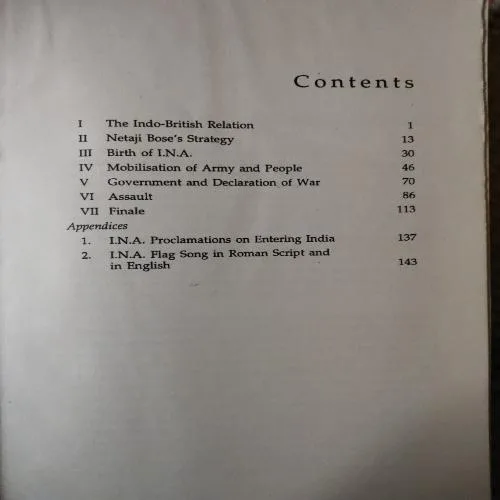 Contents
I The Indo-British Relation 1
II Netaji Bose's Strategy 13
III Birth of I.N.A. 30
IV Mobilisation of Army and People 46
V Government and Declaration of War 70
VI Assault 86
VII Finale 113
Appendices
1. I.N.A. Proclamations on Entering India 137
2. I.N.A. Flag Song in Roman Script and
in English 143